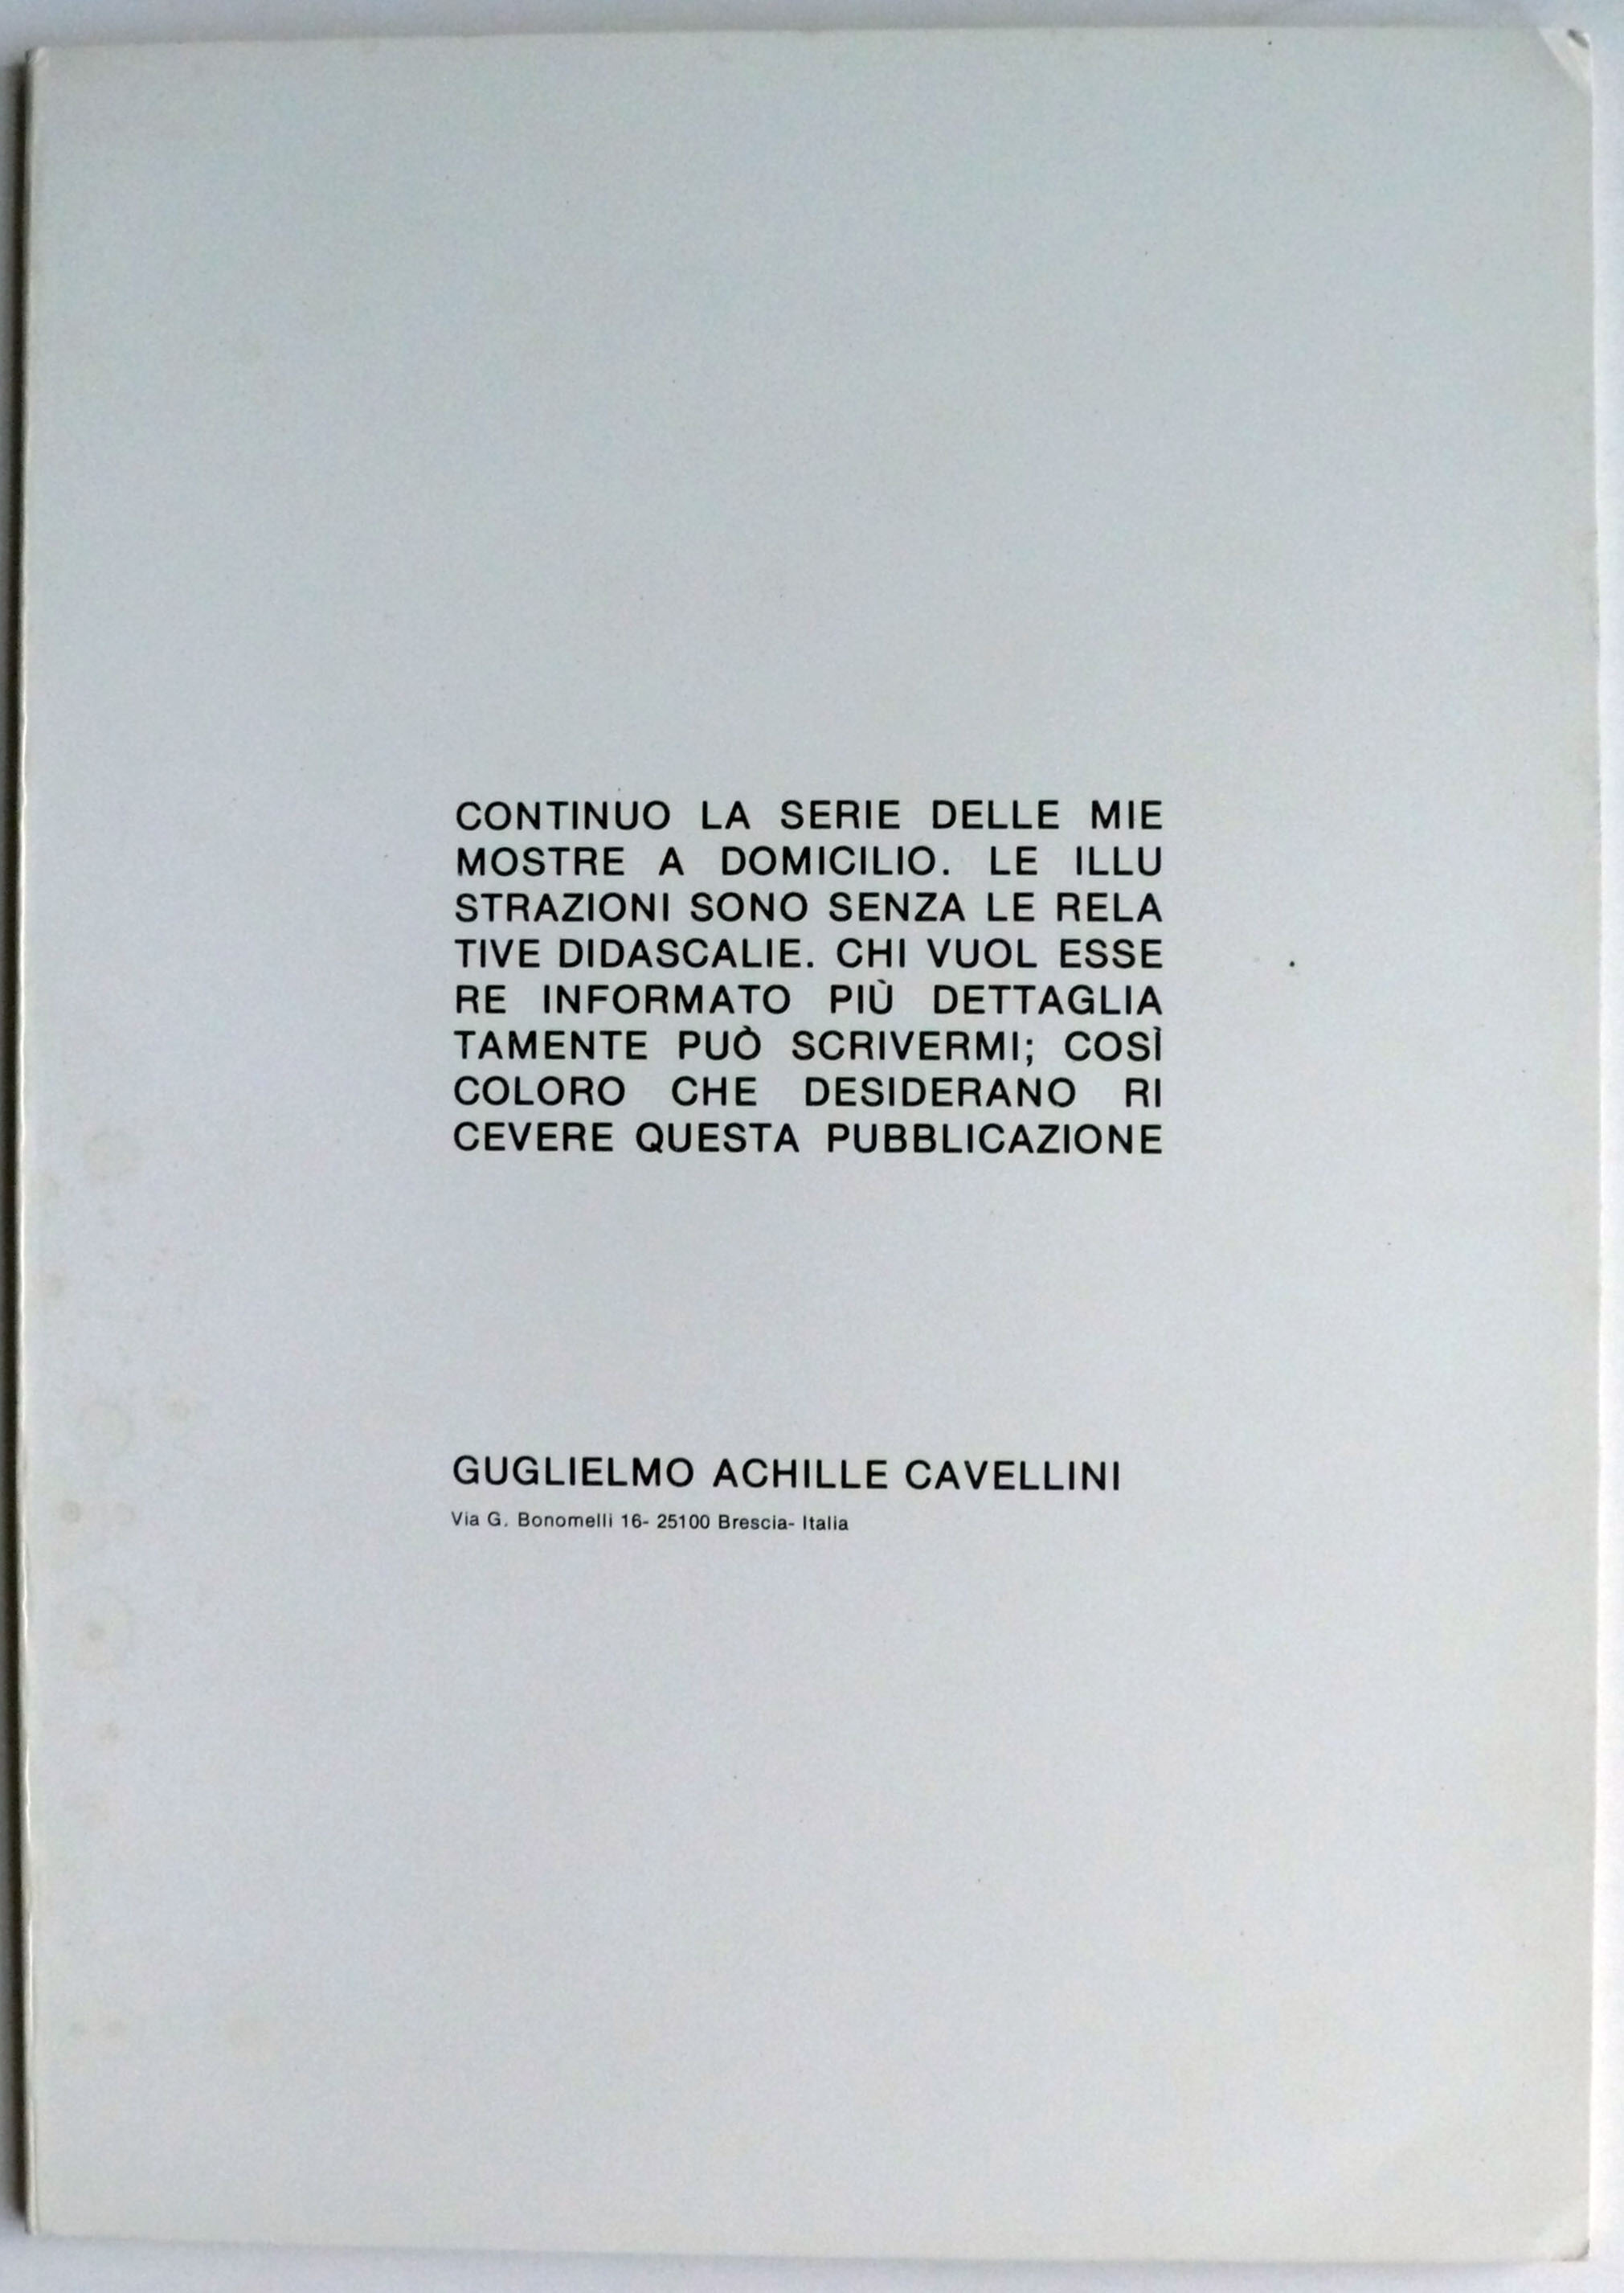 CONTINUO LA SERIE DELLE MIE
MOSTRE A DOMICILIO. LE ILLU
STRAZIONI SONO SENZA LE RELA
TIVE DIDASCALIE. CHI VUOL ESSE
RE INFORMATO PIÙ DETTAGLIA
TAMENTE PUÒ SCRIVERMI; COSÌ
COLORO CHE DESIDERANO RI
CEVERE QUESTA PUBBLICAZIONE
GUGLIELMO ACHILLE CAVELLINI
Via G. Bonomelli 16- 25100 Brescia- Italia